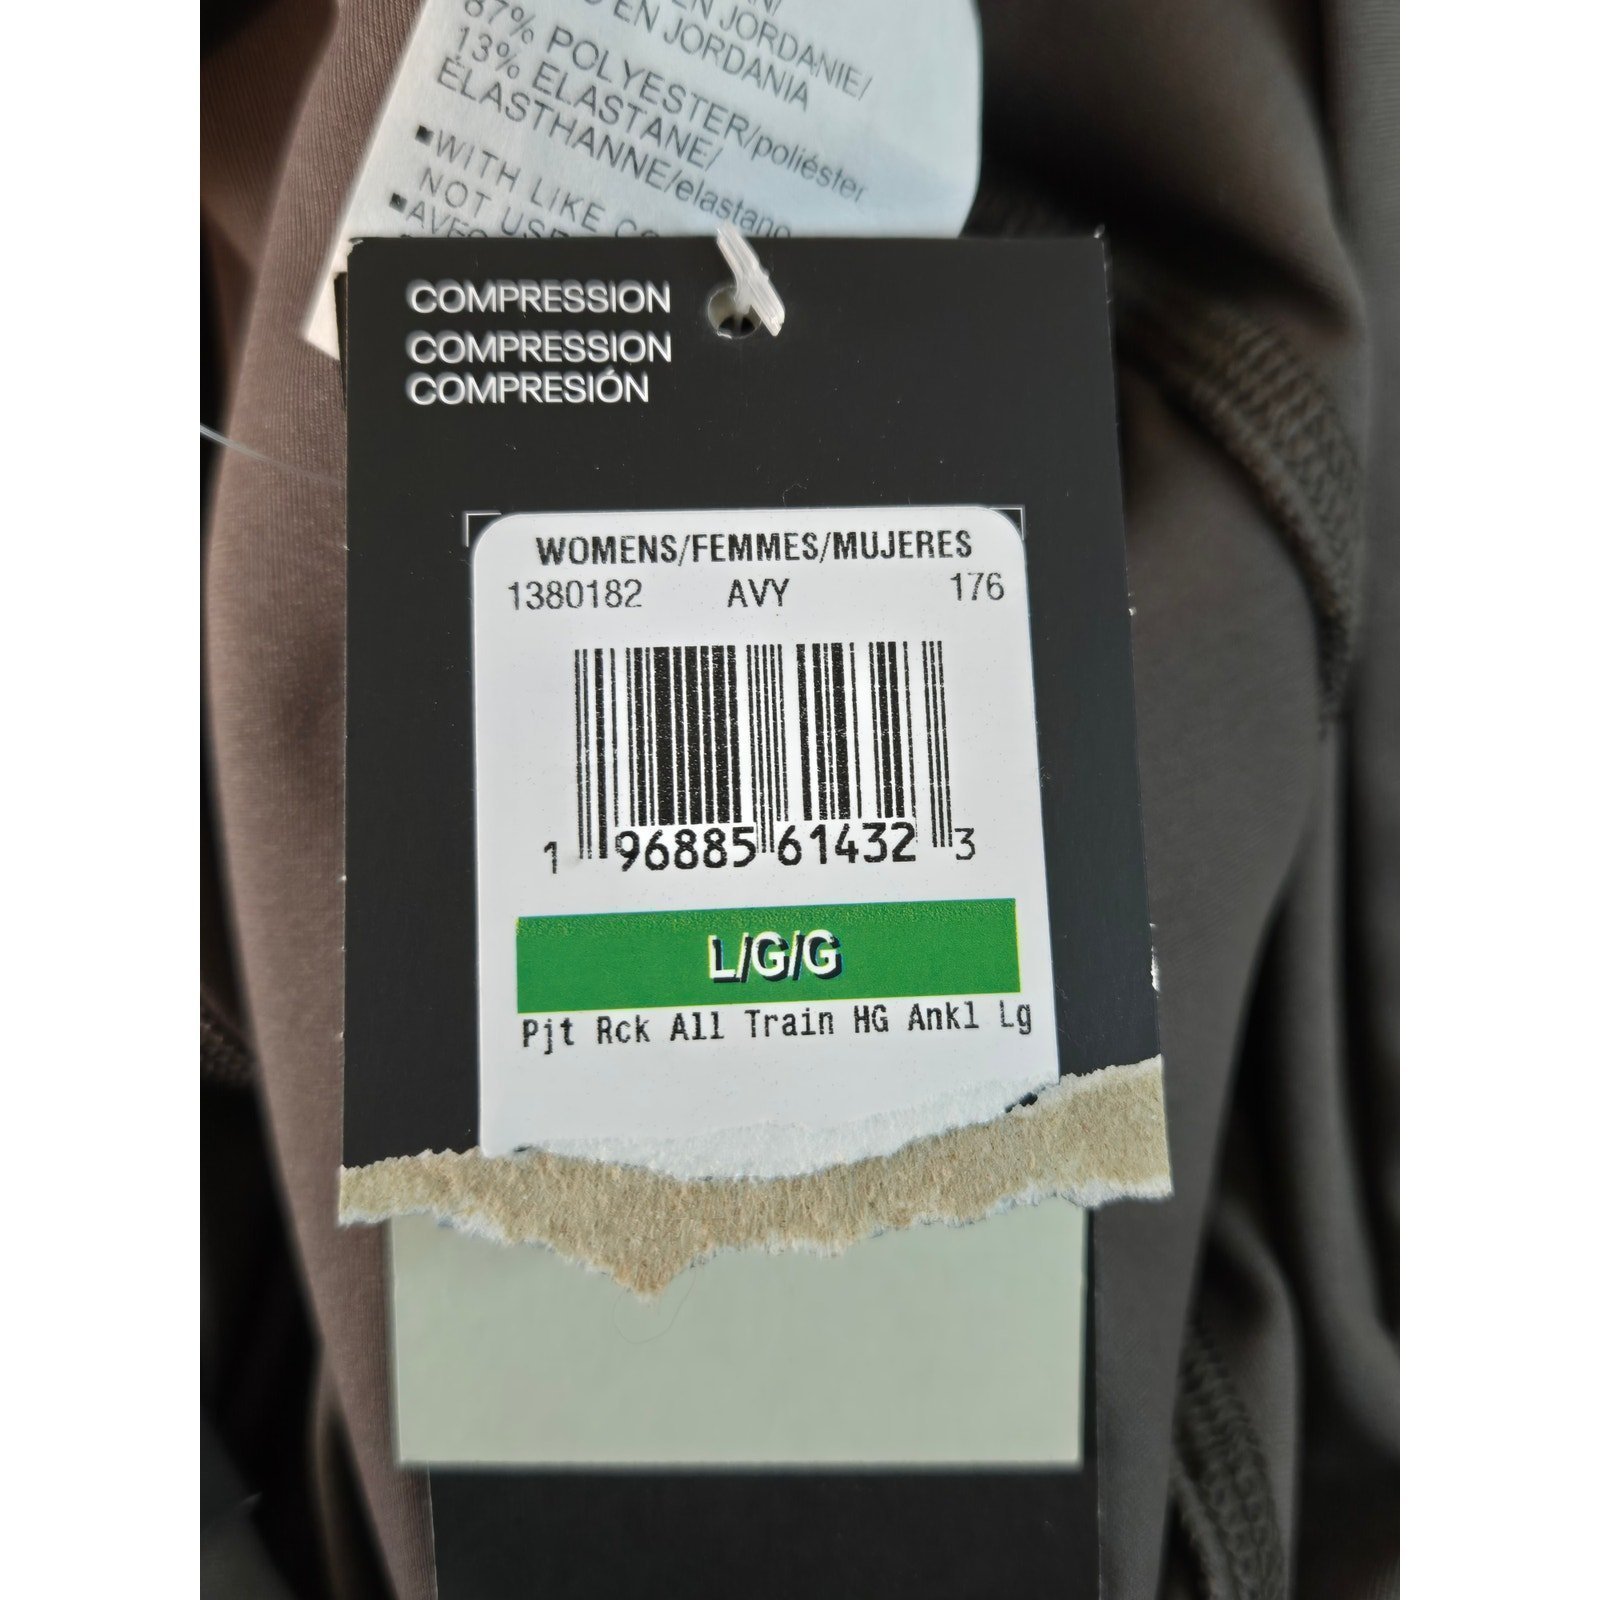 EN JORDANIE/
EN JORDANIA
87% POLYESTER/poliéster
13% ELASTANE/
ÉLASTHANNE/elastano
▪WITH LIKE
NOT USE
▪AVEC
COMPRESSION
COMPRESSION
COMPRESIÓN
WOMENS/FEMMES/MUJERES
1380182 AVY 176
1 96885 61432 3
L/G/G
Pjt Rck All Train HG Ankl Lg